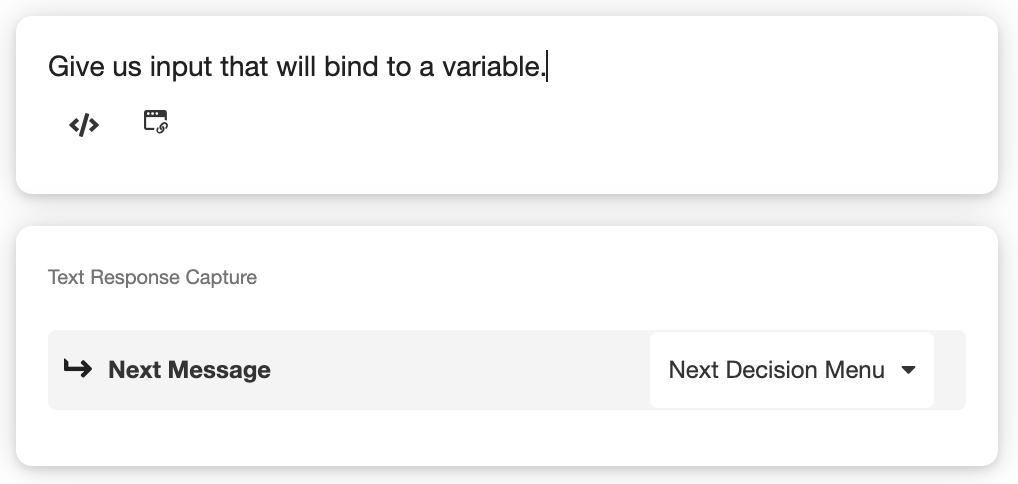 Give us input that will bind to a variable.
Text Response Capture
Next Message
Next Decision Menu